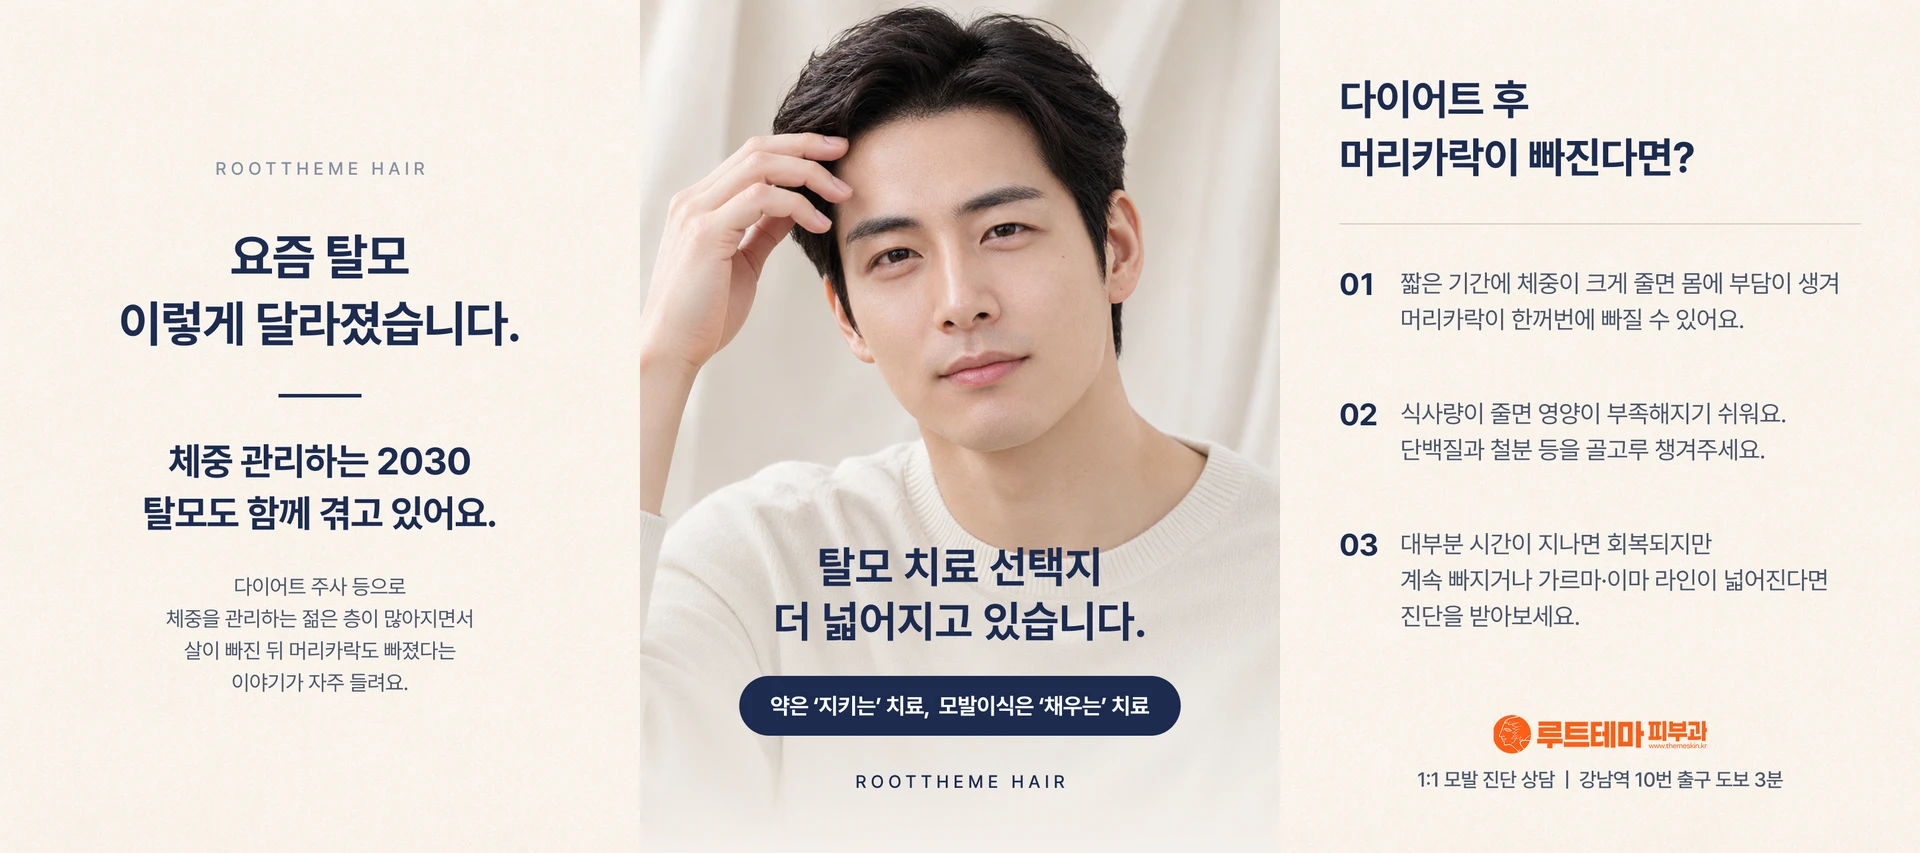 ROOTTHEME HAIR
요즘 탈모
이렇게 달라졌습니다.
체중 관리하는 2030
탈모도 함께 겪고 있어요.
다이어트 주사 등으로
체중을 관리하는 젊은 층이 많아지면서
살이 빠진 뒤 머리카락도 빠졌다는
이야기가 자주 들려요.
탈모 치료 선택지
더 넓어지고 있습니다.
약은 ‘지키는’ 치료, 모발이식은 ‘채우는’ 치료
ROOTTHEME HAIR
다이어트 후
머리카락이 빠진다면?
01 짧은 기간에 체중이 크게 줄면 몸에 부담이 생겨
머리카락이 한꺼번에 빠질 수 있어요.
02 식사량이 줄면 영양이 부족해지기 쉬워요.
단백질과 철분 등을 골고루 챙겨주세요.
03 대부분 시간이 지나면 회복되지만
계속 빠지거나 가르마·이마 라인이 넓어진다면
진단을 받아보세요.
루트테마 피부과
www.themeskin.kr
1:1 모발 진단 상담 | 강남역 10번 출구 도보 3분